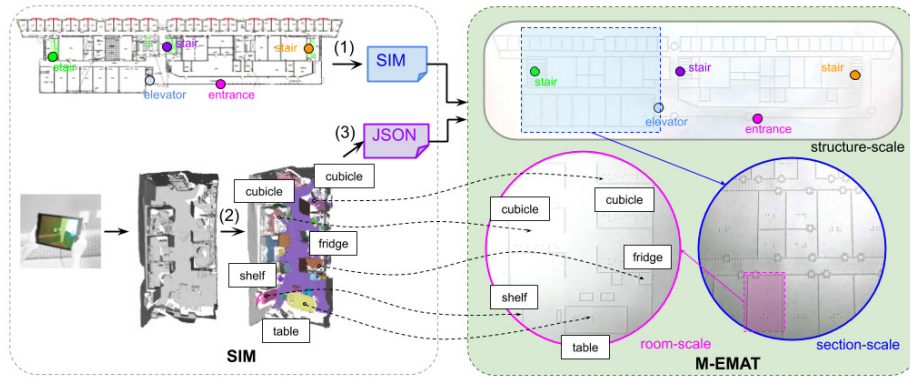 stair
stair
stair
elevator
entrance
(1)
SIM
(3)
JSON
(2)
cubicle
cubicle
fridge
shelf
table
SIM
stair
stair
stair
elevator
entrance
structure-scale
cubicle
cubicle
fridge
shelf
table
room-scale
section-scale
M-EMAT